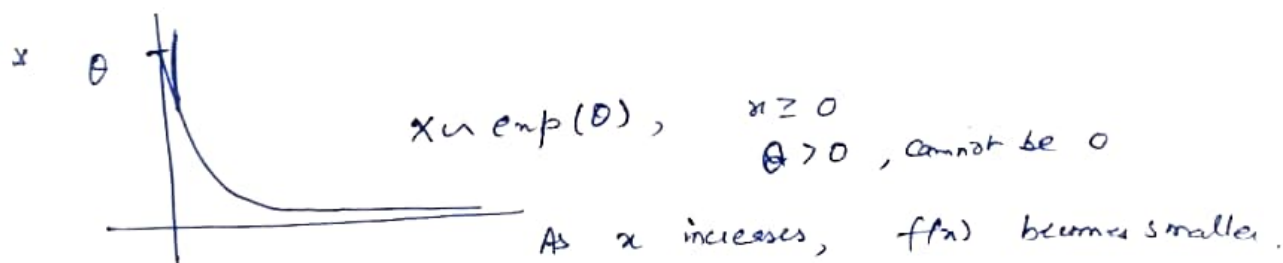 * θ
X ~ exp(θ), x ≥ 0
θ > 0, cannot be 0
As x increases, f(x) becomes smaller.